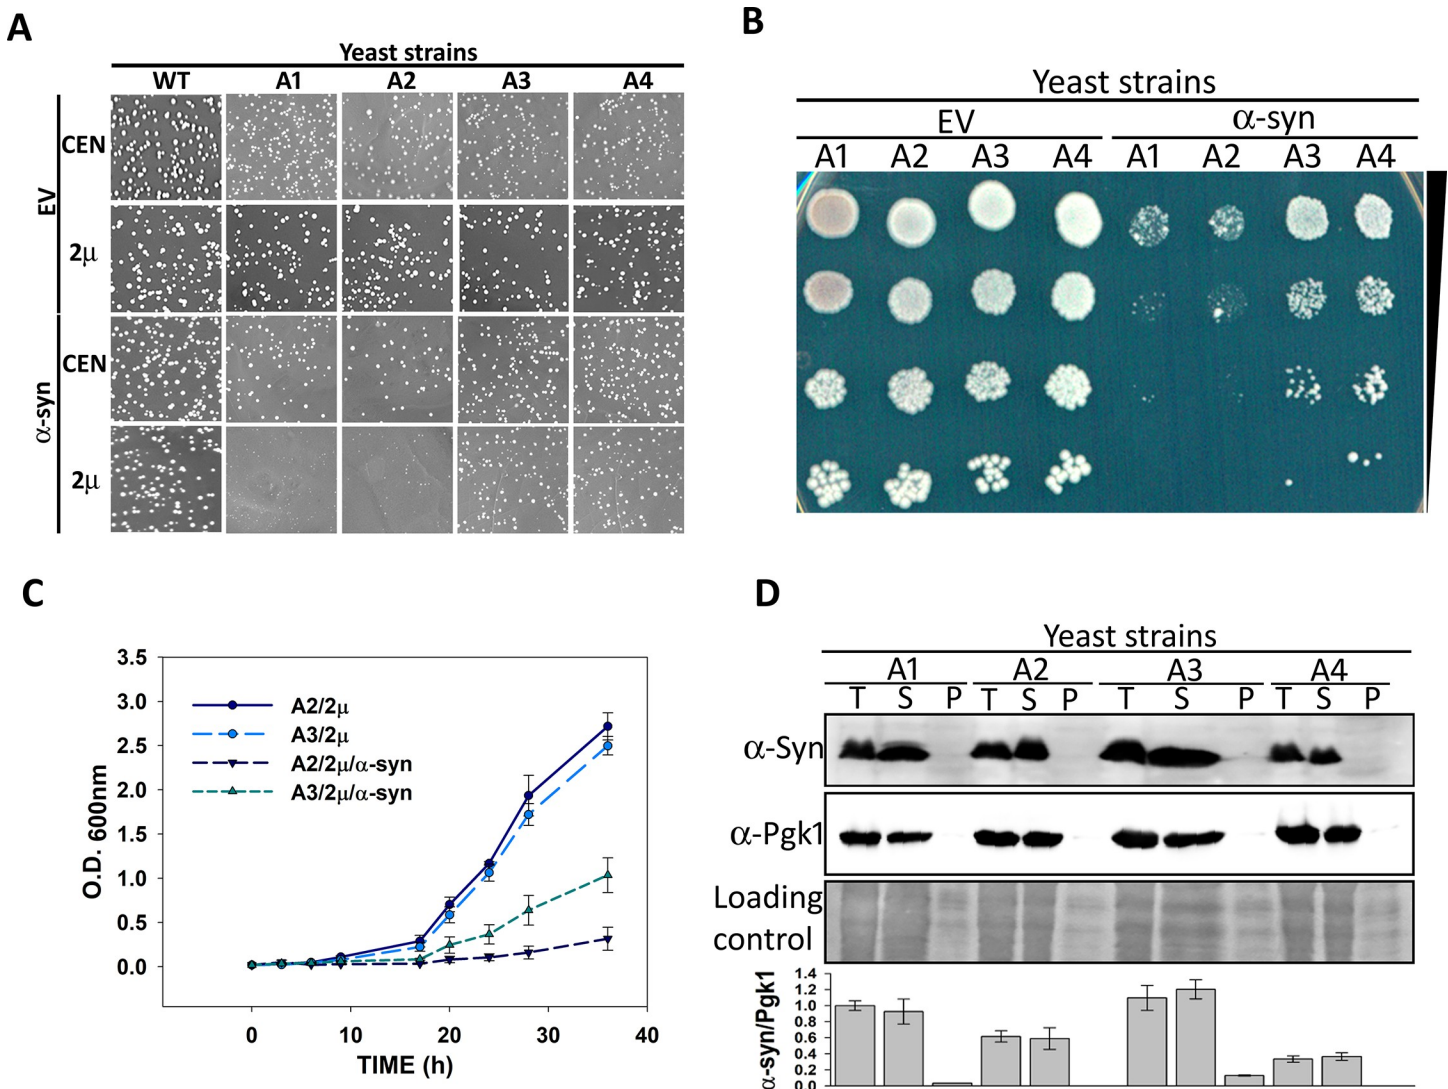 A
Yeast strains
WT A1 A2 A3 A4
EV
CEN
2µ
α-syn
CEN
2µ
B
Yeast strains
EV α-syn
A1 A2 A3 A4 A1 A2 A3 A4
C
3.5
3.0
2.5
2.0
1.5
1.0
0.5
0.0
O.D. 600nm
A2/2µ
A3/2µ
A2/2µ/α-syn
A3/2µ/α-syn
0 10 20 30 40
TIME (h)
D
Yeast strains
A1 A2 A3 A4
T S P T S P T S P T S P
α-Syn
α-Pgk1
Loading
control
α-syn/Pgk1
1.4
1.2
1.0
0.8
0.6
0.4
0.2
0.0